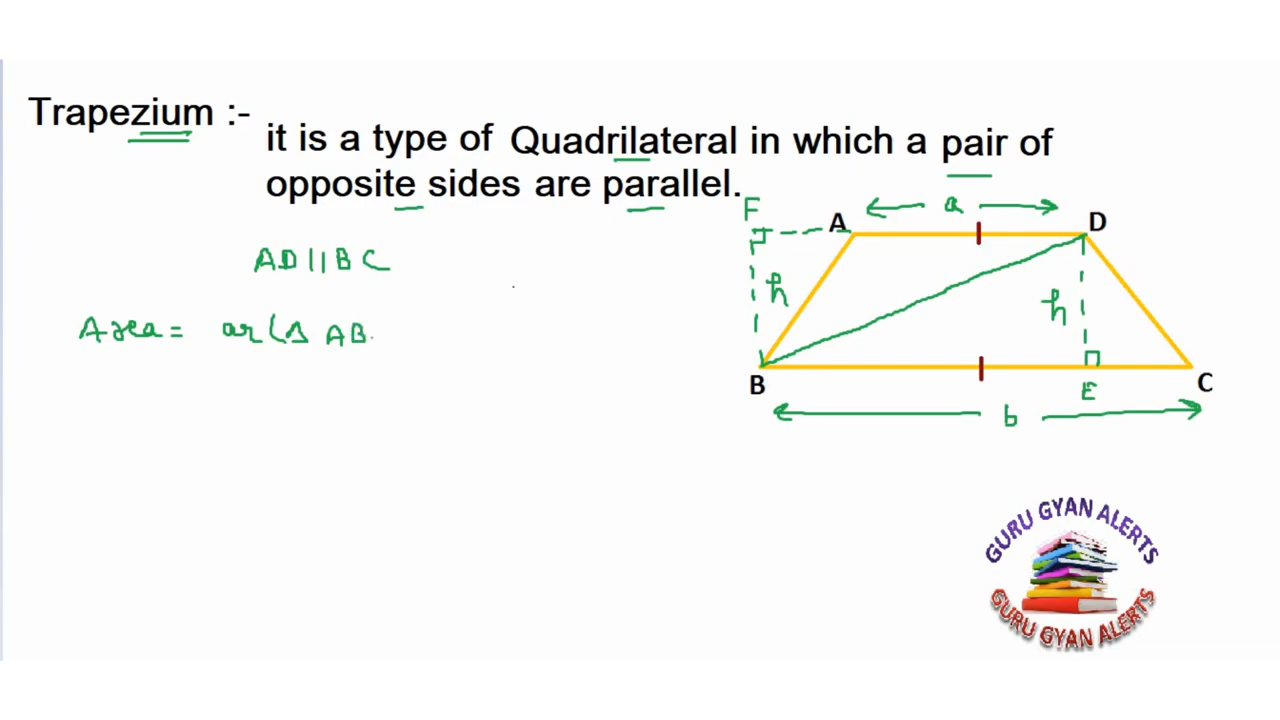 Trapezium :-
it is a type of Quadrilateral in which a pair of
opposite sides are parallel.
AD||BC
Area = ar(Δ AB
F
A
a
D
h
h
B
E
C
b
GURU GYAN ALERTS
GURU GYAN ALERTS